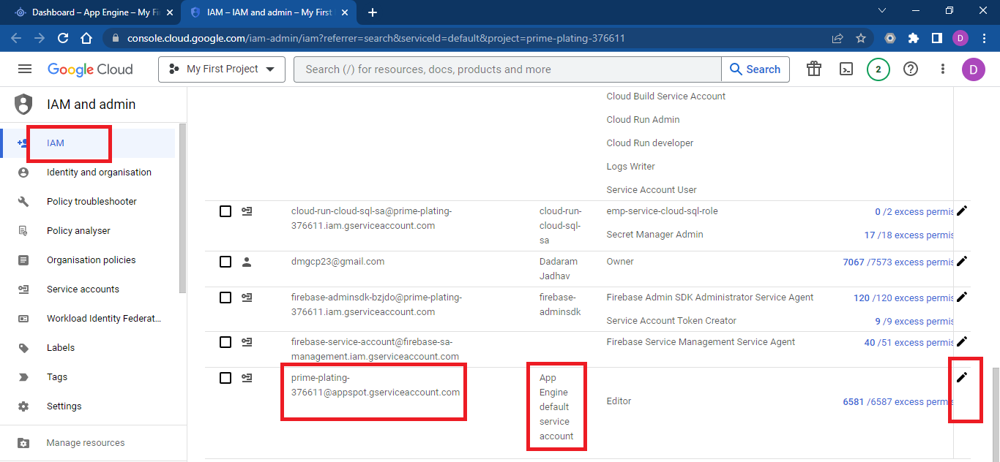 Dashboard – App Engine – My Fi
IAM – IAM and admin – My First
console.cloud.google.com/iam-admin/iam?referrer=search&serviceId=default&project=prime-plating-376611
D
Google Cloud
My First Project
Search (/) for resources, docs, products and more
Search
2
D
IAM and admin
IAM
Identity and organisation
Policy troubleshooter
Policy analyser
Organisation policies
Service accounts
Workload Identity Federat...
Labels
Tags
Settings
Manage resources
Cloud Build Service Account
Cloud Run Admin
Cloud Run developer
Logs Writer
Service Account User
cloud-run-cloud-sql-sa@prime-plating-
376611.iam.gserviceaccount.com
cloud-run-
cloud-sql-
sa
emp-service-cloud-sql-role
0 /2 excess permis
Secret Manager Admin
17 /18 excess permis
dmgcp23@gmail.com
Dadaram
Jadhav
Owner
7067 /7573 excess permis
firebase-adminsdk-bzjdo@prime-plating-
376611.iam.gserviceaccount.com
firebase-
adminsdk
Firebase Admin SDK Administrator Service Agent
120 /120 excess permis
Service Account Token Creator
9 /9 excess permis
firebase-service-account@firebase-sa-
management.iam.gserviceaccount.com
Firebase Service Management Service Agent
40 /51 excess permis
prime-plating-
376611@appspot.gserviceaccount.com
App
Engine
default
service
account
Editor
6581 /6587 excess permis